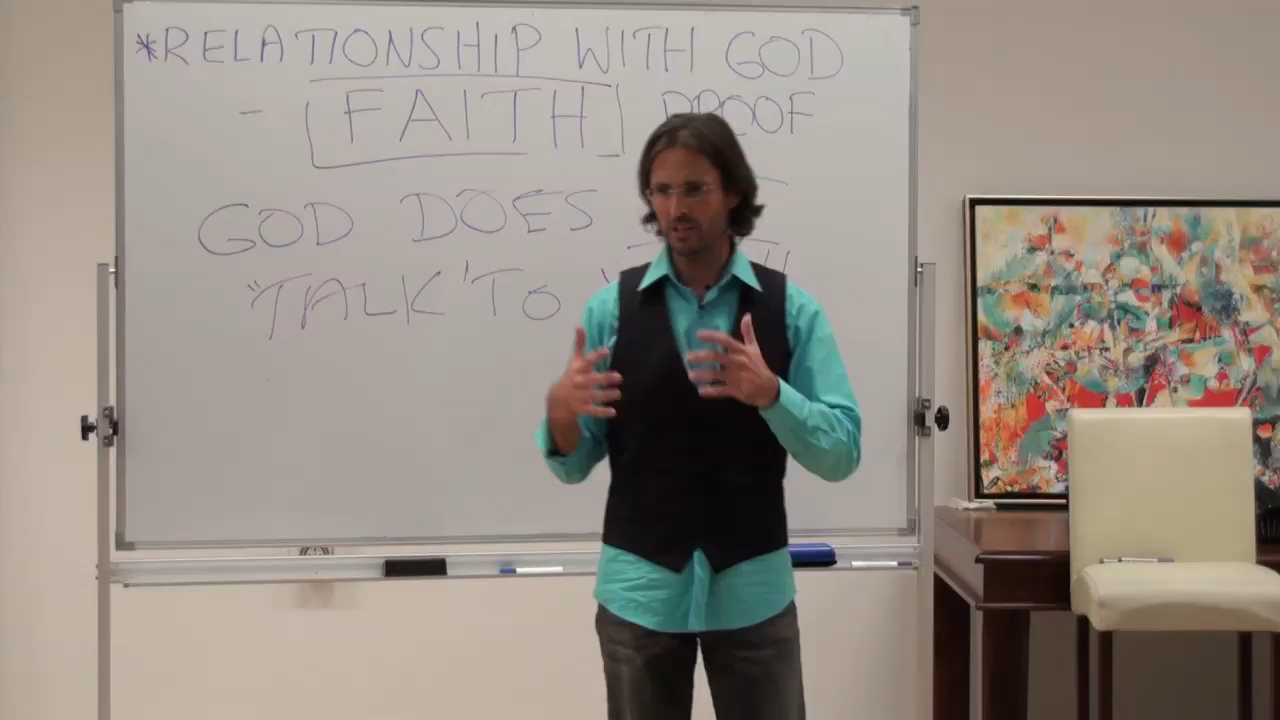 *RELATIONSHIP WITH GOD
- FAITH PROOF
GOD DOES
"TALK" TO